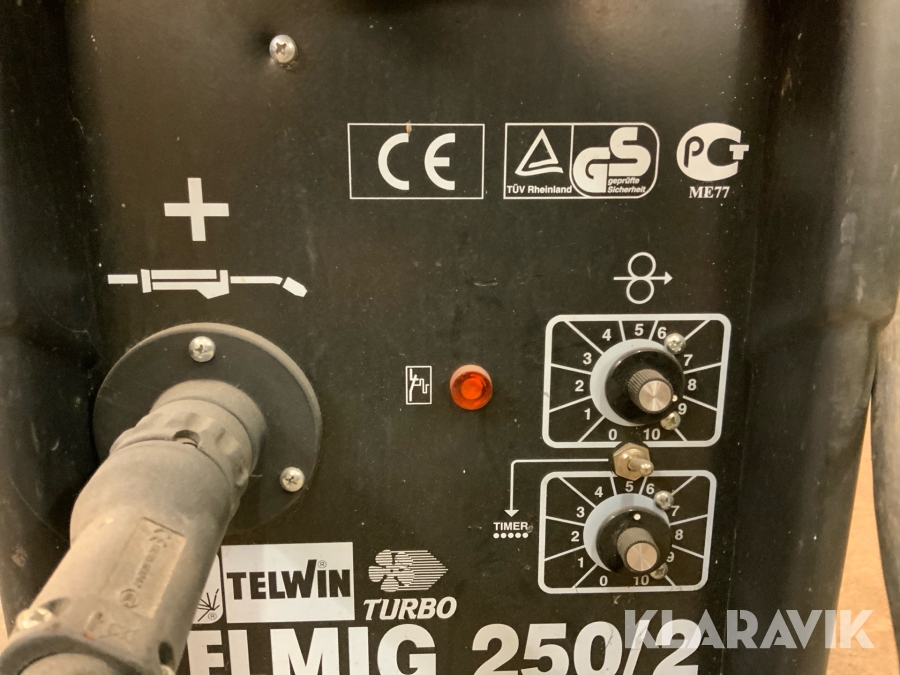 CE
TÜV Rheinland
GS
geprüfte
Sicherheit
PCT
ME77
+
0 1 2 3 4 5 6 7 8 9 10
TIMER
0 1 2 3 4 5 6 7 8 9 10
TELWIN®
TURBO
ELMIG 250/2
KLARAVIK